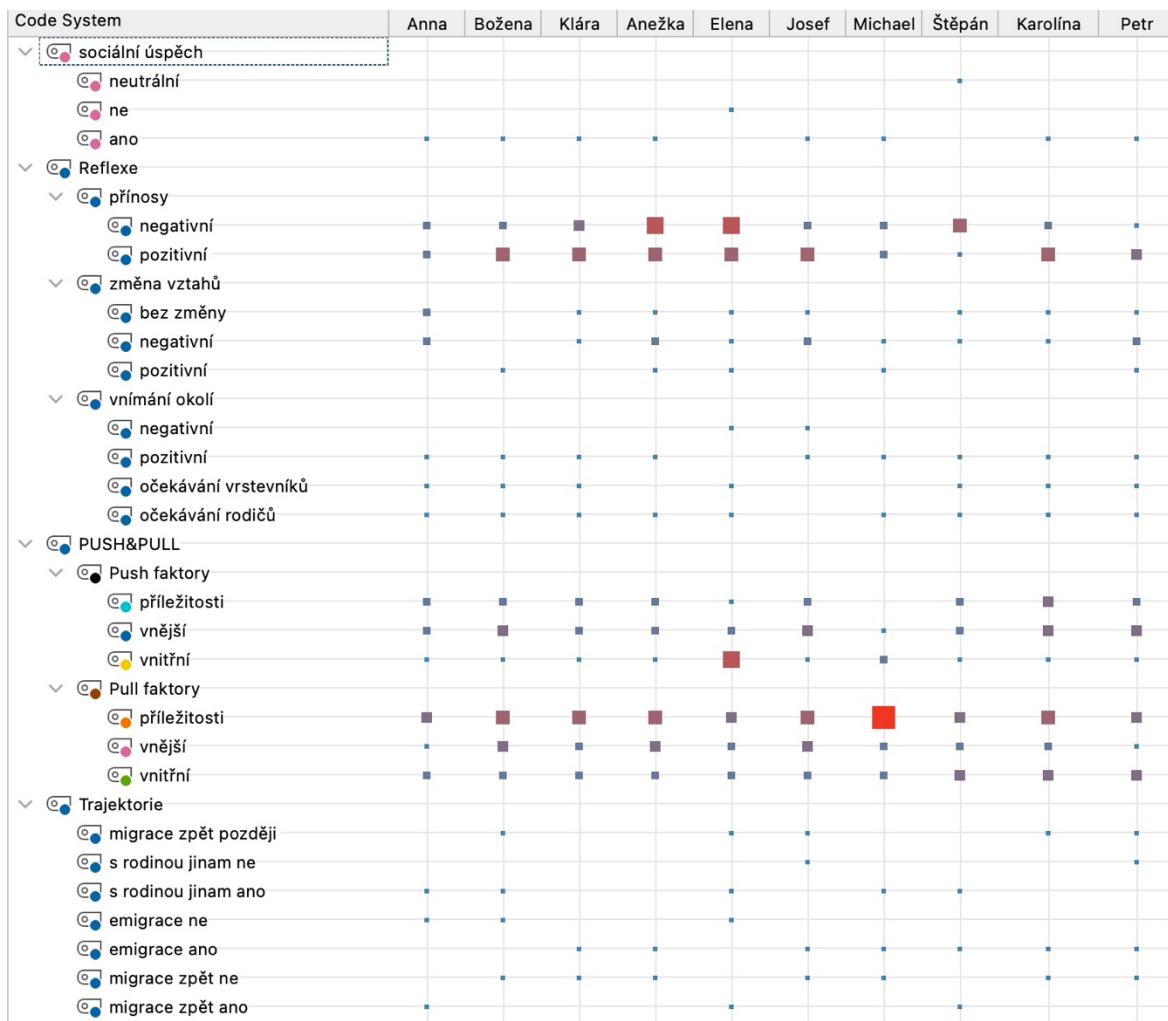 Code System Anna Božena Klára Anežka Elena Josef Michael Štěpán Karolína Petr
sociální úspěch
neutrální
ne
ano
Reflexe
přínosy
negativní
pozitivní
změna vztahů
bez změny
negativní
pozitivní
vnímání okolí
negativní
pozitivní
očekávání vrstevníků
očekávání rodičů
PUSH&PULL
Push faktory
příležitosti
vnější
vnitřní
Pull faktory
příležitosti
vnější
vnitřní
Trajektorie
migrace zpět později
s rodinou jinam ne
s rodinou jinam ano
emigrace ne
emigrace ano
migrace zpět ne
migrace zpět ano